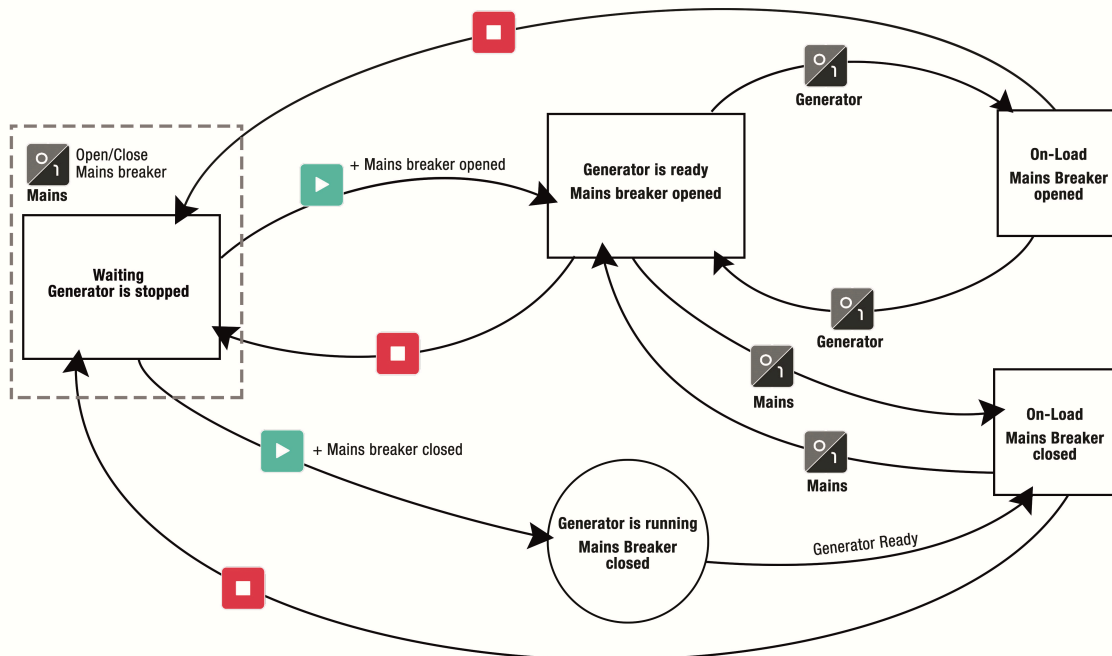 Generator
Open/Close
Mains breaker
Mains
+ Mains breaker opened
Generator is ready
Mains breaker opened
On-Load
Mains Breaker
opened
Waiting
Generator is stopped
Generator
Mains
On-Load
Mains Breaker
closed
+ Mains breaker closed
Mains
Generator is running
Mains Breaker
closed
Generator Ready